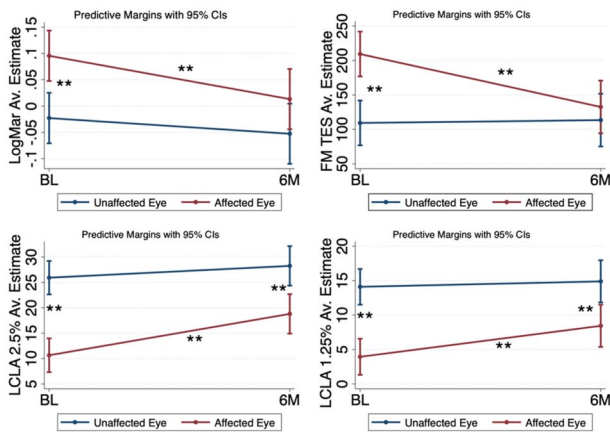 Predictive Margins with 95% CIs
LogMar Av. Estimate
.15
.1
.05
0
-.05
-.1
**
**
BL
6M
Unaffected Eye
Affected Eye
Predictive Margins with 95% CIs
FM TES Av. Estimate
250
200
150
100
50
**
**
BL
6M
Unaffected Eye
Affected Eye
Predictive Margins with 95% CIs
LCLA 2.5% Av. Estimate
30
25
20
15
10
5
**
**
**
BL
6M
Unaffected Eye
Affected Eye
Predictive Margins with 95% CIs
LCLA 1.25% Av. Estimate
20
15
10
5
0
**
**
**
BL
6M
Unaffected Eye
Affected Eye